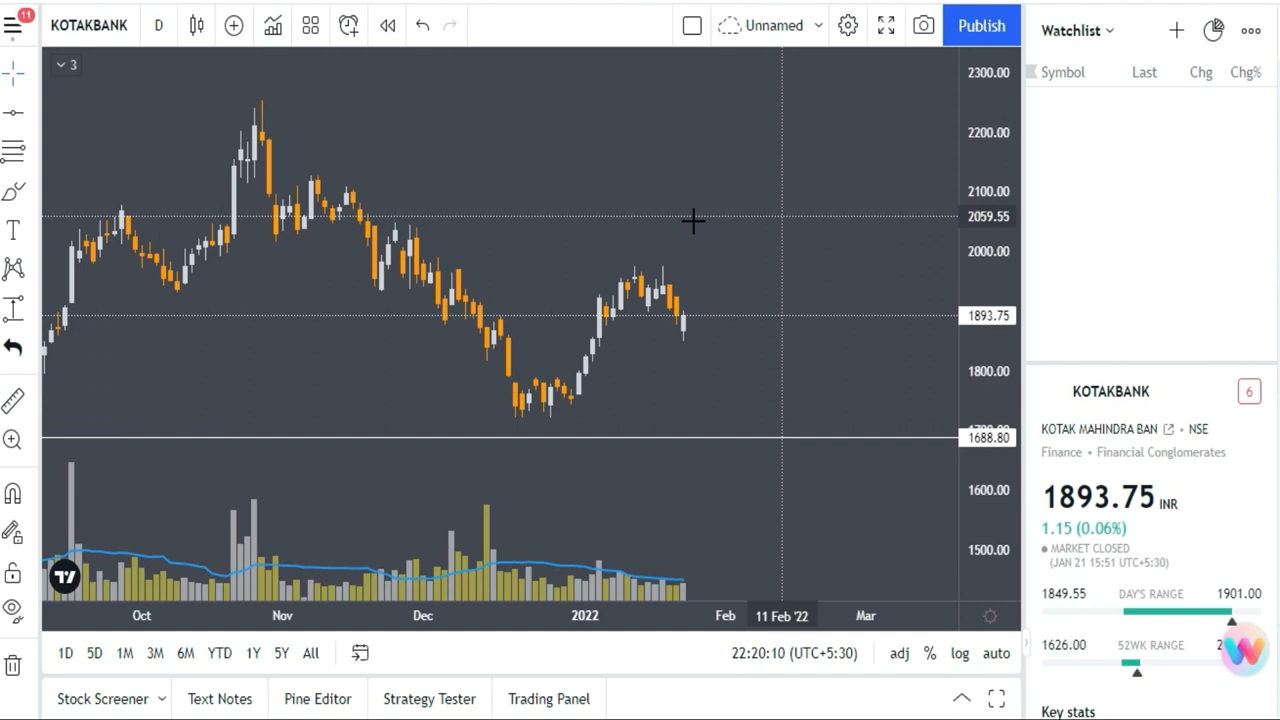 11
KOTAKBANK D Unnamed Publish
Watchlist
Symbol Last Chg Chg%
3
2300.00
2200.00
2100.00
2059.55
2000.00
1893.75
1800.00
1688.80
1600.00
1500.00
KOTAKBANK 6
KOTAK MAHINDRA BAN • NSE
Finance • Financial Conglomerates
1893.75 INR
1.15 (0.06%)
• MARKET CLOSED
(JAN 21 15:51 UTC+5:30)
1849.55 DAY'S RANGE 1901.00
1626.00 52WK RANGE
Key stats
Oct Nov Dec 2022 Feb 11 Feb '22 Mar
1D 5D 1M 3M 6M YTD 1Y 5Y All 22:20:10 (UTC+5:30) adj % log auto
Stock Screener Text Notes Pine Editor Strategy Tester Trading Panel